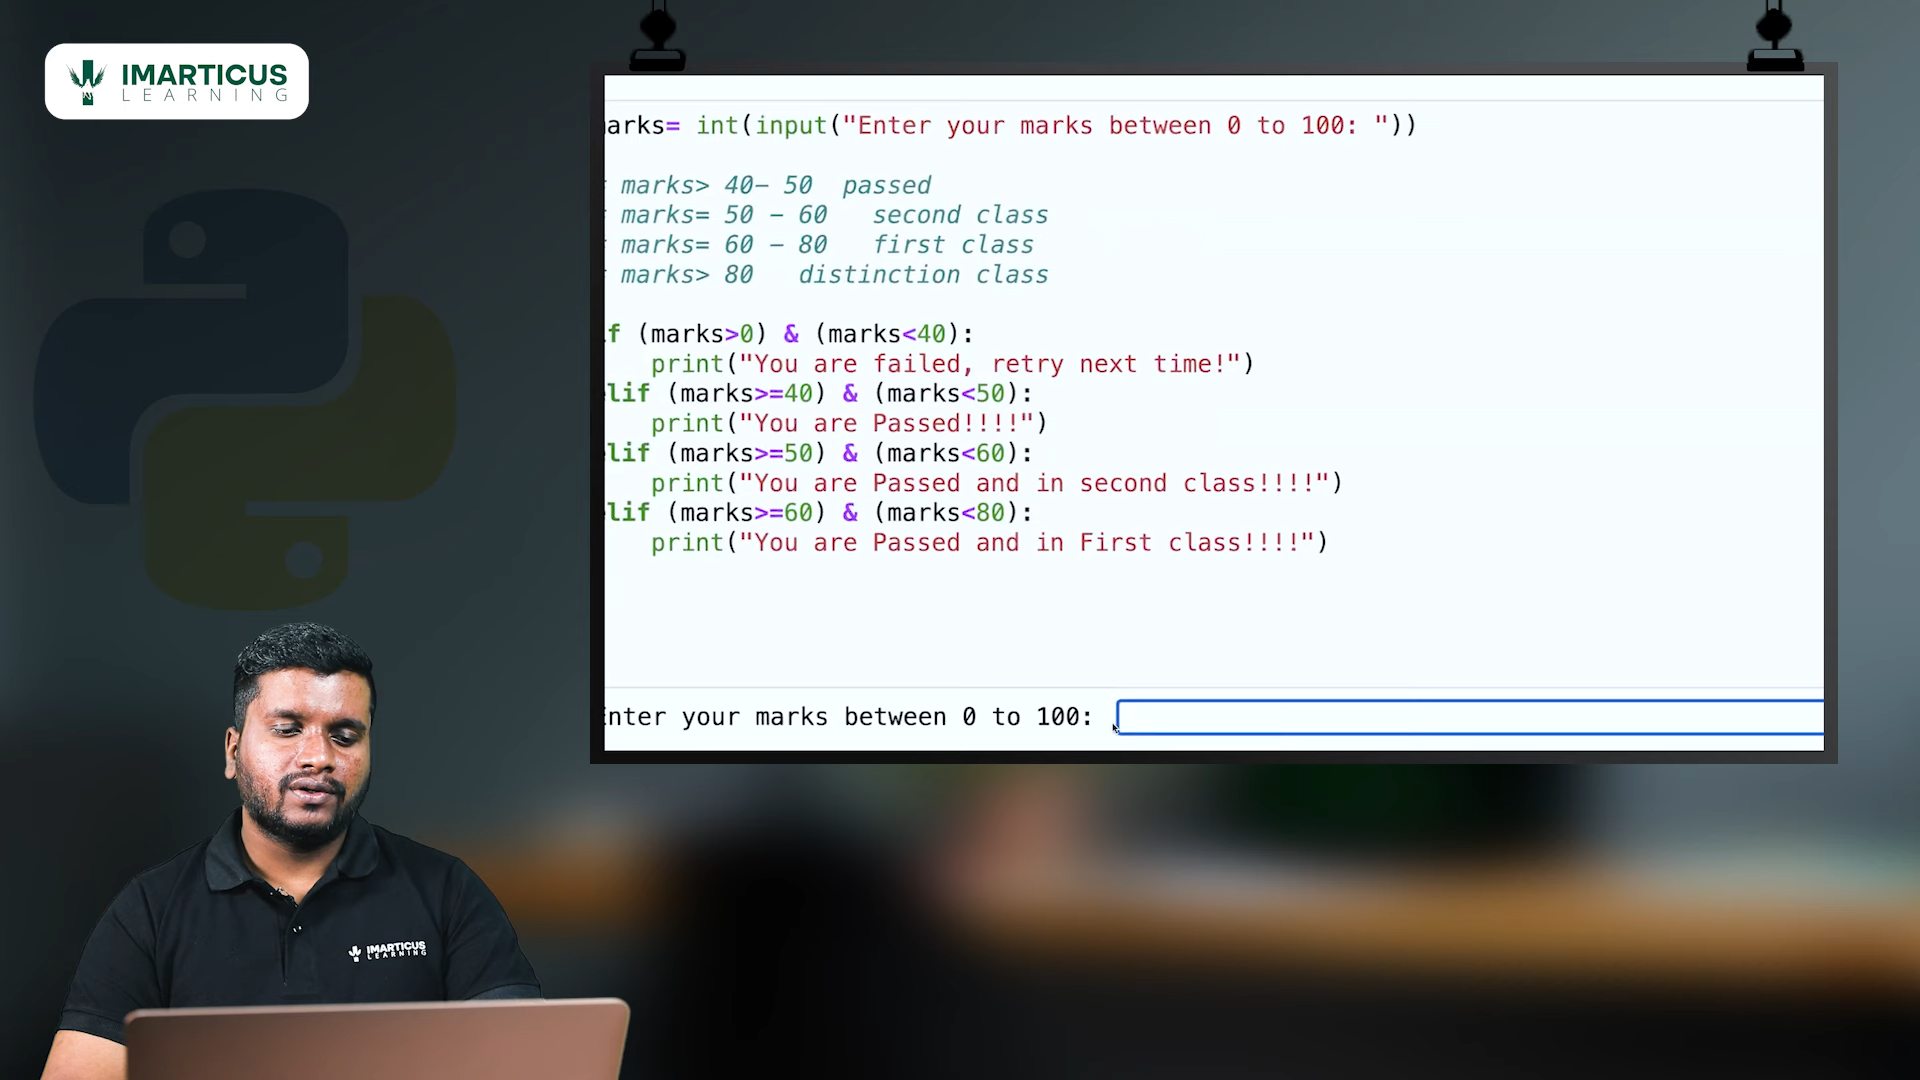 IMARTICUS
LEARNING
arks= int(input("Enter your marks between 0 to 100: "))
marks> 40- 50  passed
marks= 50 - 60   second class
marks= 60 - 80   first class
marks> 80   distinction class
f (marks>0) & (marks<40):
print("You are failed, retry next time!")
lif (marks>=40) & (marks<50):
print("You are Passed!!!!")
lif (marks>=50) & (marks<60):
print("You are Passed and in second class!!!!")
lif (marks>=60) & (marks<80):
print("You are Passed and in First class!!!!")
nter your marks between 0 to 100:
IMARTICUS
LEARNING